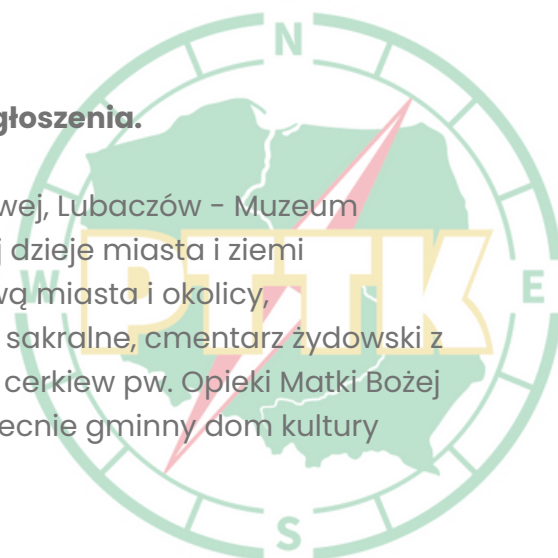 N
głoszenia.
wej, Lubaczów - Muzeum
j dzieje miasta i ziemi
wą miasta i okolicy,
W PTTK E
sakralne, cmentarz żydowski z
cerkiew pw. Opieki Matki Bożej
ecnie gminny dom kultury
S